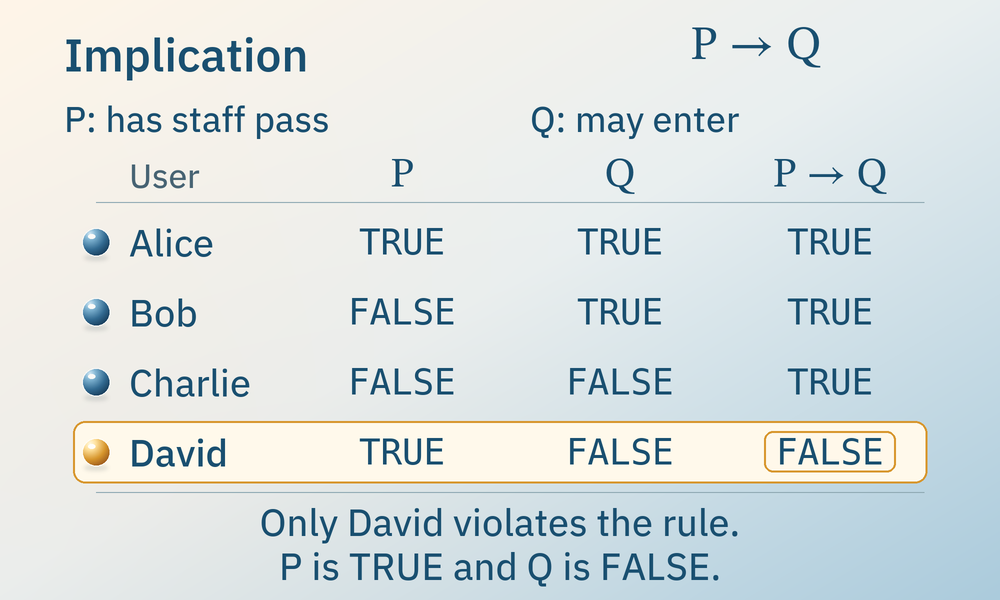 Implication
P → Q
P: has staff pass Q: may enter
User P Q P → Q
Alice TRUE TRUE TRUE
Bob FALSE TRUE TRUE
Charlie FALSE FALSE TRUE
David TRUE FALSE FALSE
Only David violates the rule.
P is TRUE and Q is FALSE.